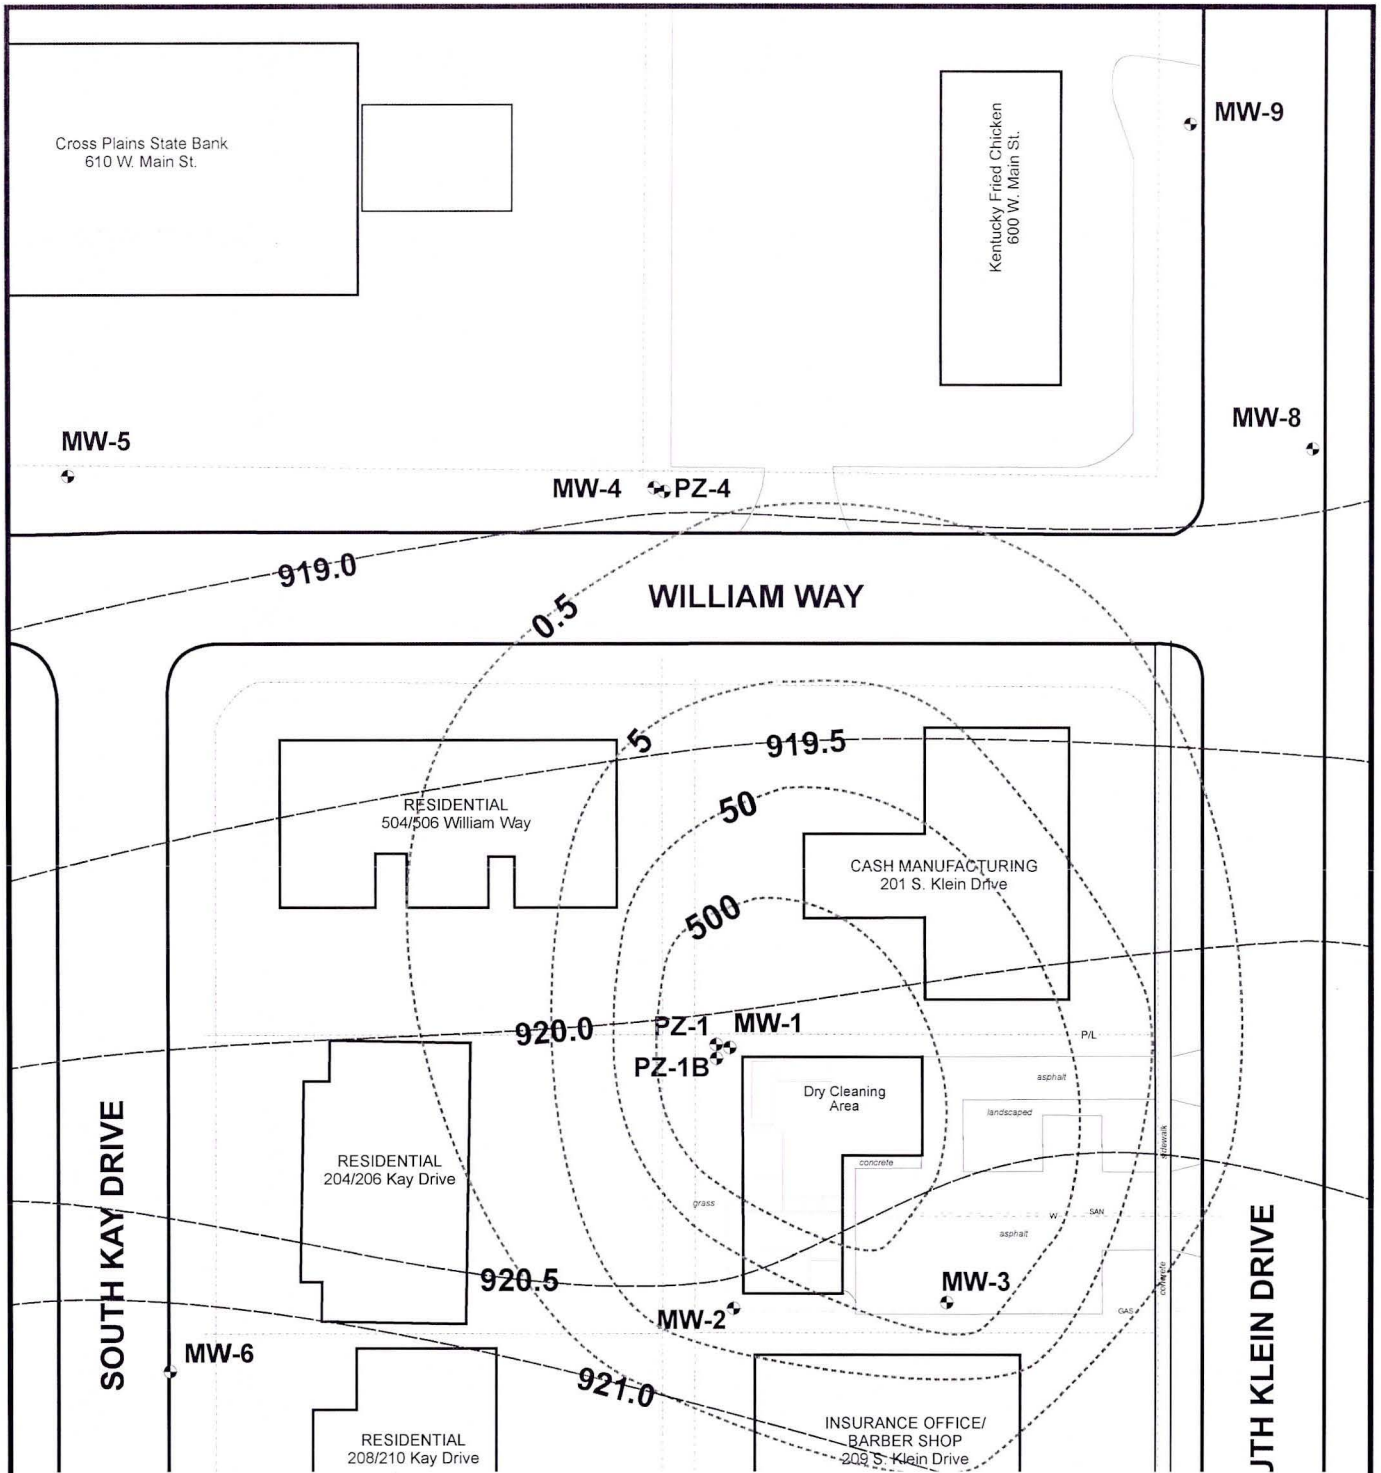 Cross Plains State Bank
610 W. Main St.
Kentucky Fried Chicken
600 W. Main St.
MW-9
MW-8
MW-5
MW-4
PZ-4
919.0
WILLIAM WAY
0.5
5
919.5
50
RESIDENTIAL
504/506 William Way
CASH MANUFACTURING
201 S. Klein Drive
500
920.0
PZ-1
MW-1
PZ-1B
P/L
Dry Cleaning
Area
asphalt
landscaped
SOUTH KAY DRIVE
RESIDENTIAL
204/206 Kay Drive
concrete
sidewalk
grass
W
SAN
asphalt
920.5
MW-3
concrete
GAS
MW-2
MW-6
921.0
UTH KLEIN DRIVE
RESIDENTIAL
208/210 Kay Drive
INSURANCE OFFICE/
BARBER SHOP
209 S. Klein Drive